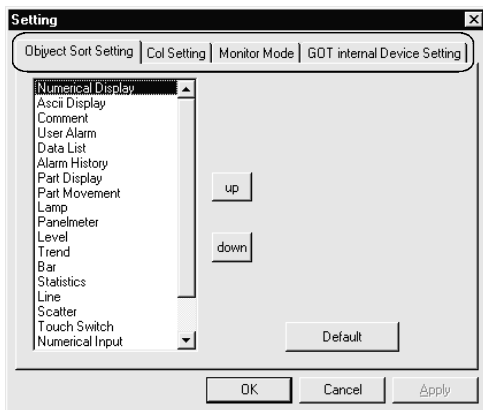 Setting
Objyect Sort Setting Col Setting Monitor Mode GOT internal Device Setting
Numerical Display
Ascii Display
Comment
User Alarm
Data List
Alarm History
Part Display
Part Movement
Lamp
Panelmeter
Level
Trend
Bar
Statistics
Line
Scatter
Touch Switch
Numerical Input
up
down
Default
OK Cancel Apply